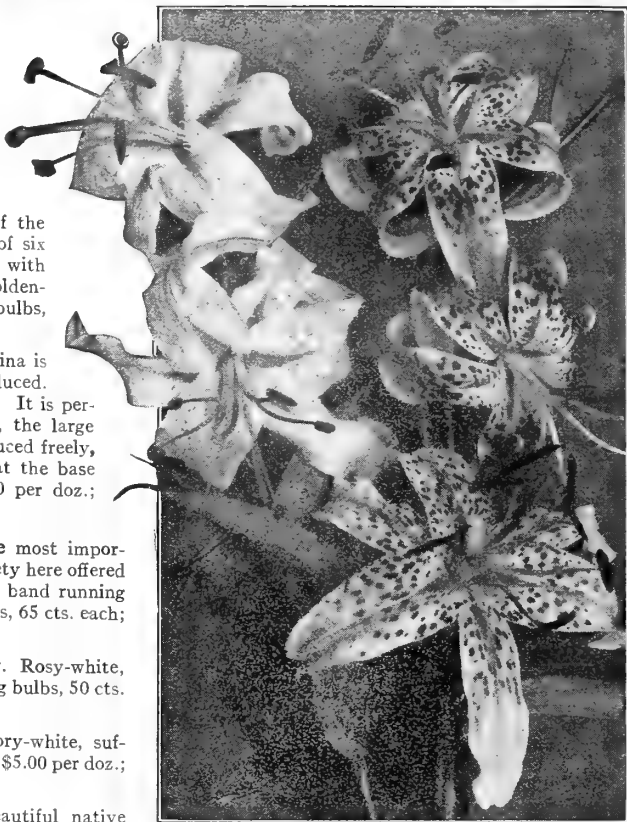 f the
of six
with
olden-
bulbs,
ina is
luced.
It is per-
, the large
uced freely,
at the base
0 per doz.;
e most impor-
ety here offered
band running
s, 65 cts. each;
. Rosy-white,
g bulbs, 50 cts.
ory-white, suf-
$5.00 per doz.;
autiful native